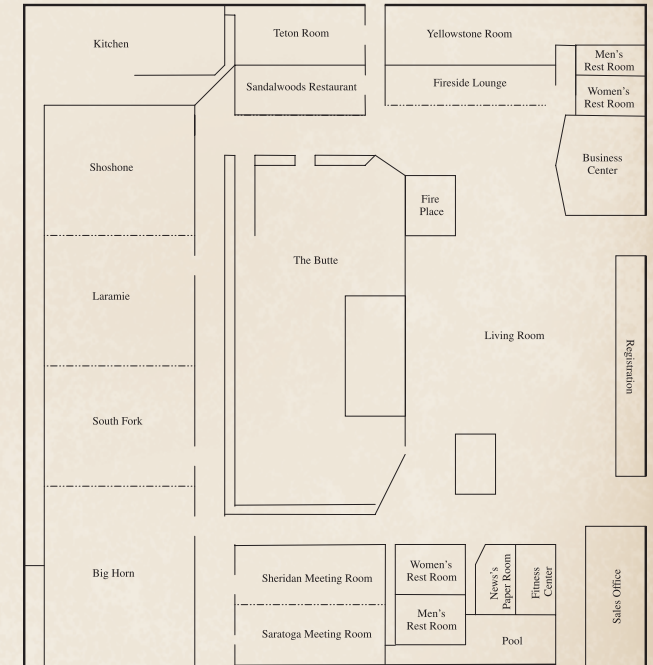 Kitchen
Teton Room
Yellowstone Room
Men's
Rest Room
Sandalwoods Restaurant
Fireside Lounge
Women's
Rest Room
Shoshone
Business
Center
Fire
Place
The Butte
Laramie
Living Room
Registration
South Fork
Big Horn
Sheridan Meeting Room
Women's
Rest Room
News's
Paper Room
Fitness
Center
Sales Office
Saratoga Meeting Room
Men's
Rest Room
Pool